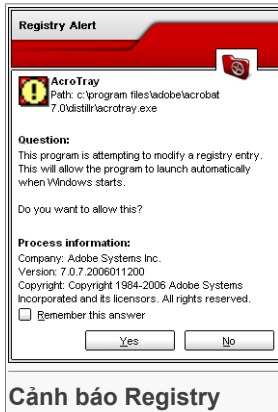 Registry Alert
AcroTray
Path: c:\program files\adobe\acrobat
7.0\distillr\acrotray.exe
Question:
This program is attempting to modify a registry entry.
This will allow the program to launch automatically
when Windows starts.
Do you want to allow this?
Process information:
Company: Adobe Systems Inc.
Version: 7.0.7.2006011200
Copyright: Copyright 1984-2006 Adobe Systems
Incorporated and its licensors. All rights reserved.
Remember this answer
Yes No
Cảnh báo Registry